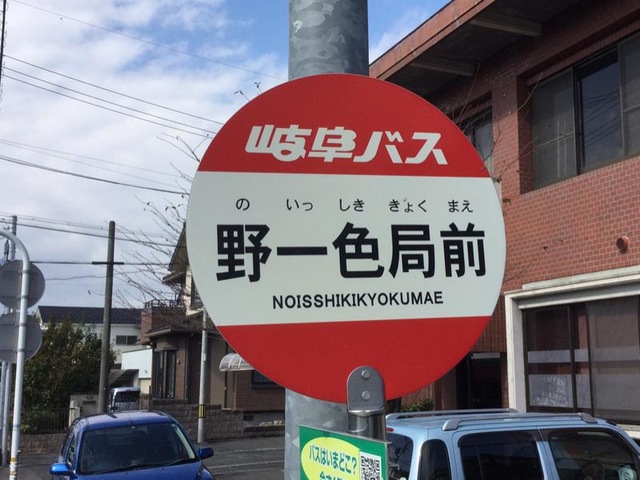 岐阜バス
の いっ しき きょく まえ
野一色局前
NOISSHIKIKYOKUMAE
バスはいまどこ?